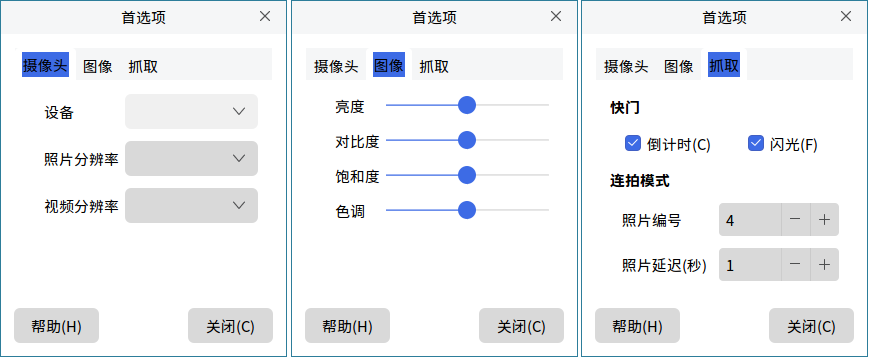 首选项
摄像头 图像 抓取
设备
照片分辨率
视频分辨率
帮助(H) 关闭(C)
首选项
摄像头 图像 抓取
亮度
对比度
饱和度
色调
帮助(H) 关闭(C)
首选项
摄像头 图像 抓取
快门
倒计时(C) 闪光(F)
连拍模式
照片编号 4
照片延迟(秒) 1
帮助(H) 关闭(C)